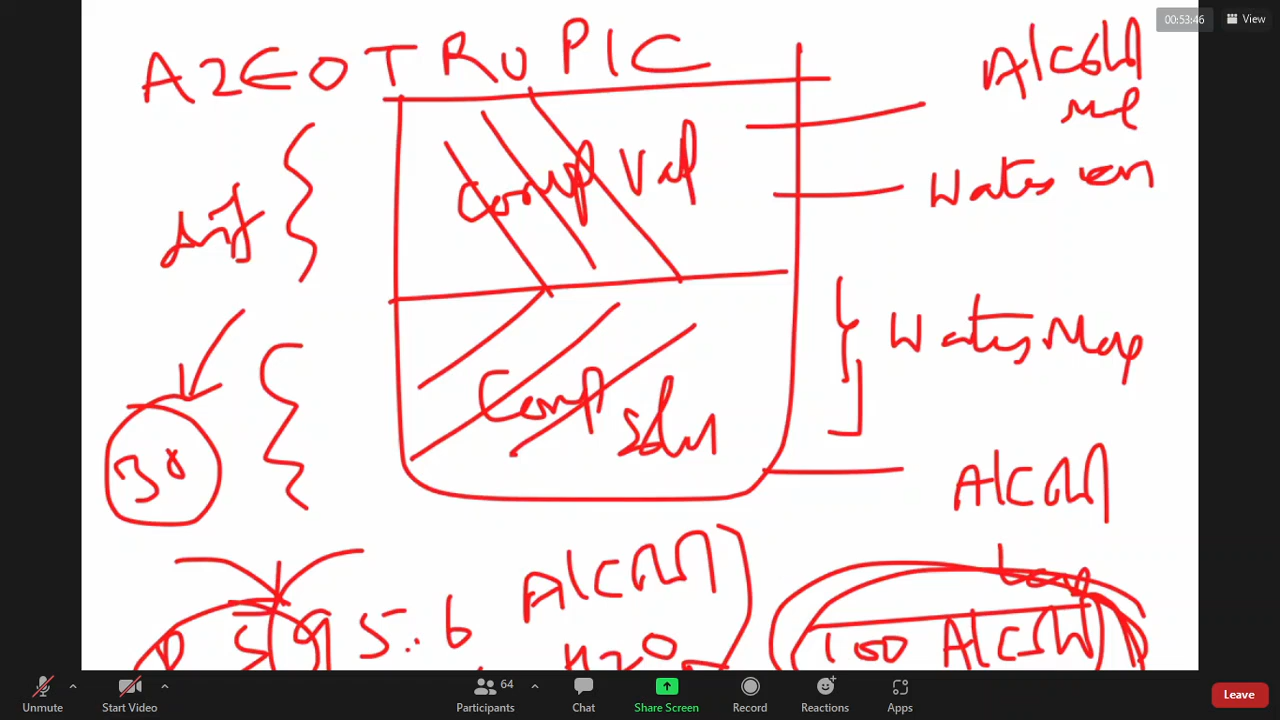 00:53:46
View
AZEOTROPIC
Alcohol
Comp Vap
Water
Water
Comp Soln
30
Alcohol
95.6 Alcohol
H2O
100 Alcohol
Unmute
Start Video
Participants 64
Chat
Share Screen
Record
Reactions
Apps
Leave